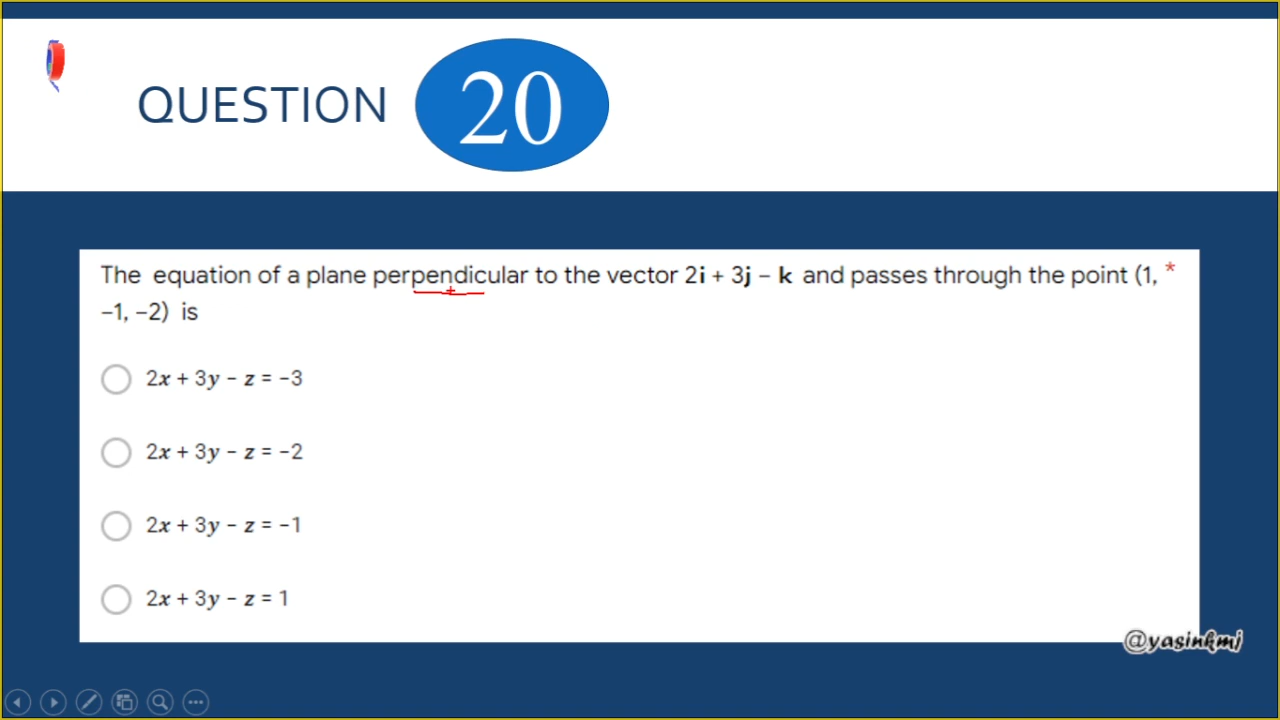 QUESTION 20
The equation of a plane perpendicular to the vector 2i + 3j – k and passes through the point (1, *
–1, –2) is
2x + 3y – z = –3
2x + 3y – z = –2
2x + 3y – z = –1
2x + 3y – z = 1
@yasinkmj